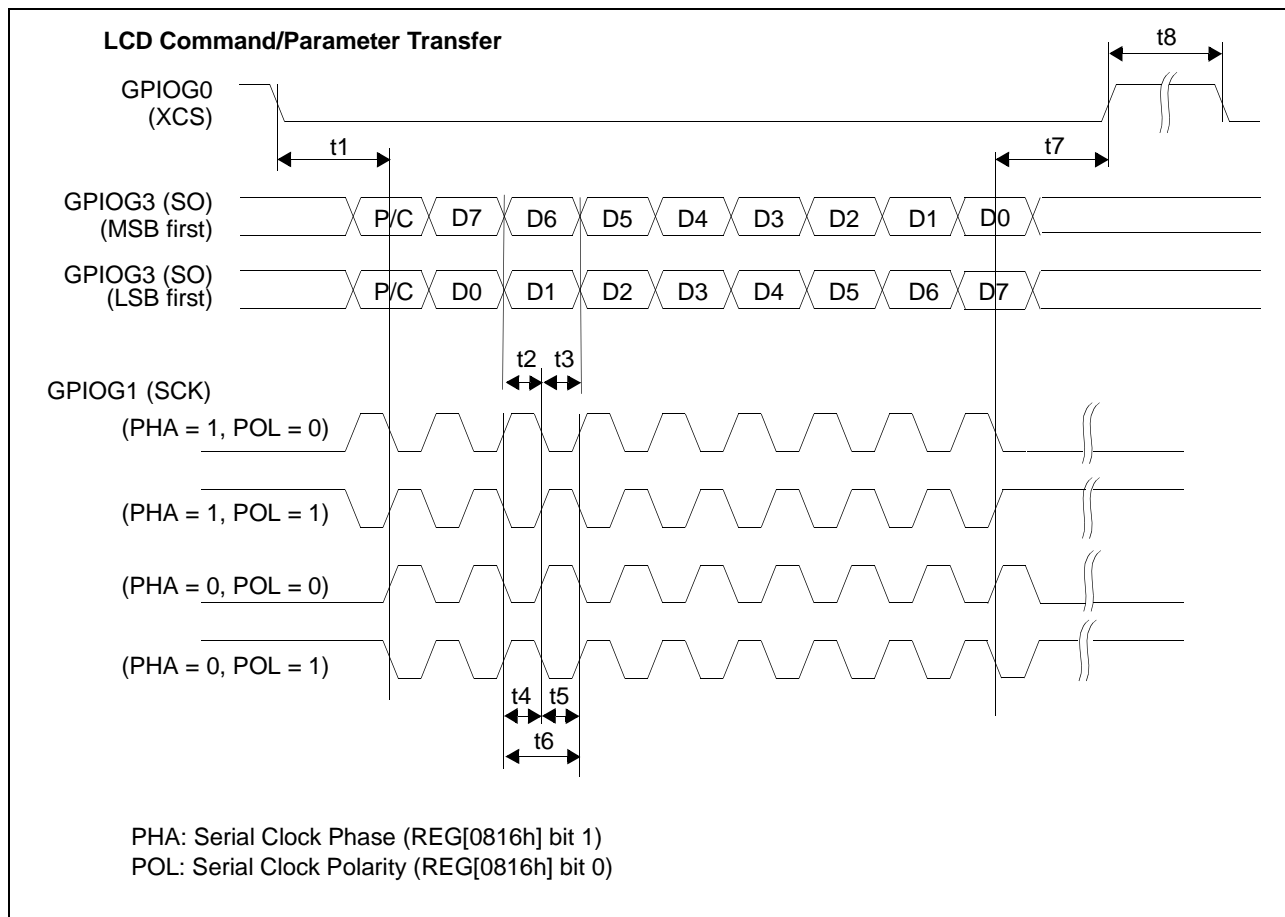 LCD Command/Parameter Transfer
t8
GPIOG0
(XCS)
t1
t7
GPIOG3 (SO)
(MSB first)
P/C D7 D6 D5 D4 D3 D2 D1 D0
GPIOG3 (SO)
(LSB first)
P/C D0 D1 D2 D3 D4 D5 D6 D7
t2 t3
GPIOG1 (SCK)
(PHA = 1, POL = 0)
(PHA = 1, POL = 1)
(PHA = 0, POL = 0)
(PHA = 0, POL = 1)
t4 t5
t6
PHA: Serial Clock Phase (REG[0816h] bit 1)
POL: Serial Clock Polarity (REG[0816h] bit 0)